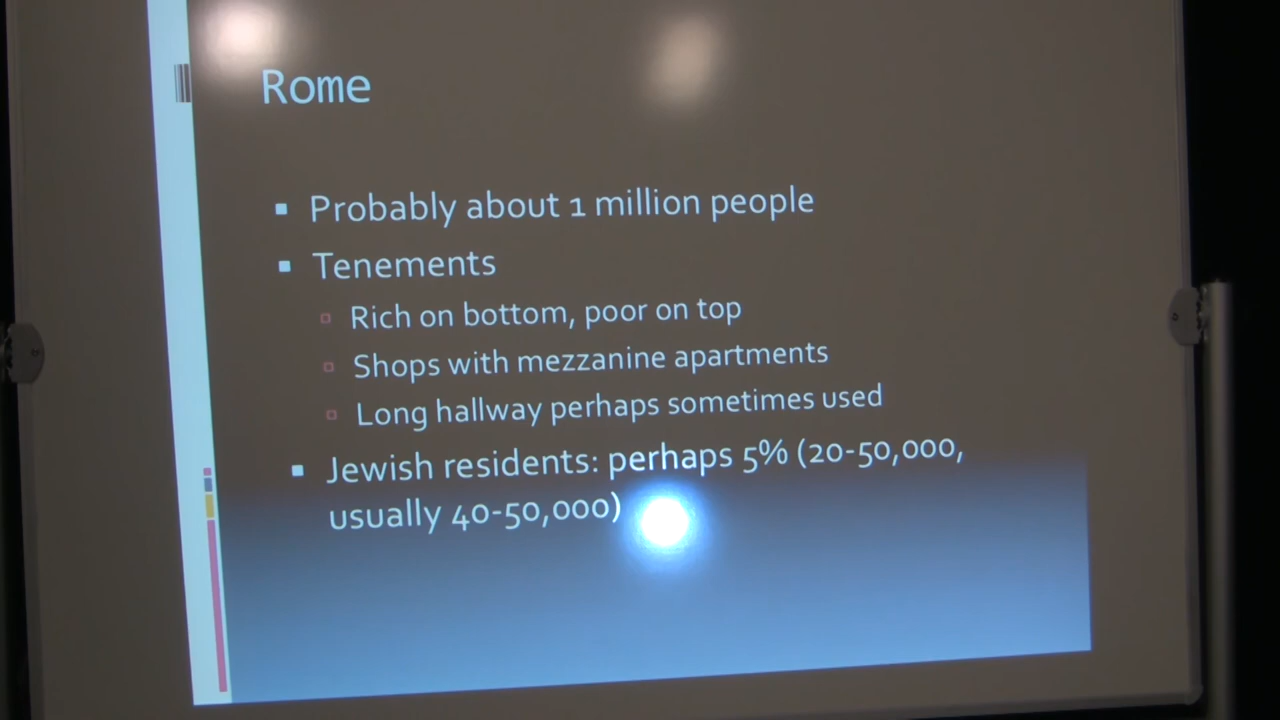 Rome
Probably about 1 million people
Tenements
Rich on bottom, poor on top
Shops with mezzanine apartments
Long hallway perhaps sometimes used
Jewish residents: perhaps 5% (20-50,000,
usually 40-50,000)